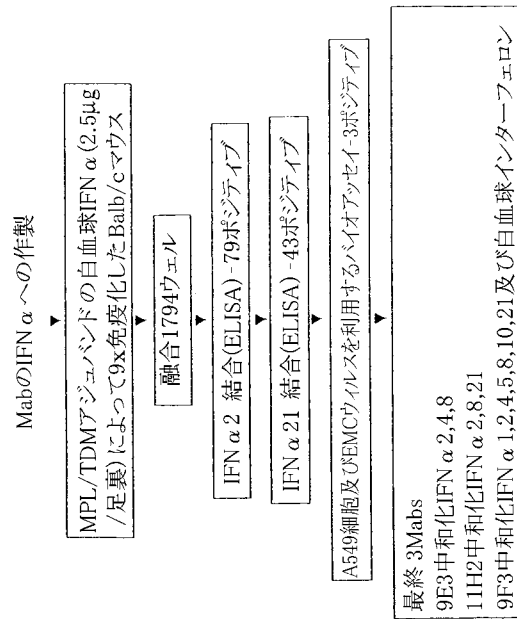 MabのIFNαへの作製
MPL/TDMアジュバンドの白血球IFNα(2.5μg
/足裏)によって9x免疫化したBalb/cマウス
融合1794ウェル
IFNα2 結合(ELISA)-79ポジティブ
IFNα21 結合(ELISA)-43ポジティブ
A549細胞及びEMCウィルスを利用するバイオアッセイ-3ポジティブ
最終 3Mabs
9E3中和化IFNα2,4,8
11H2中和化IFNα2,8,21
9F3中和化IFNα1,2,4,5,8,10,21及び白血球インターフェロン